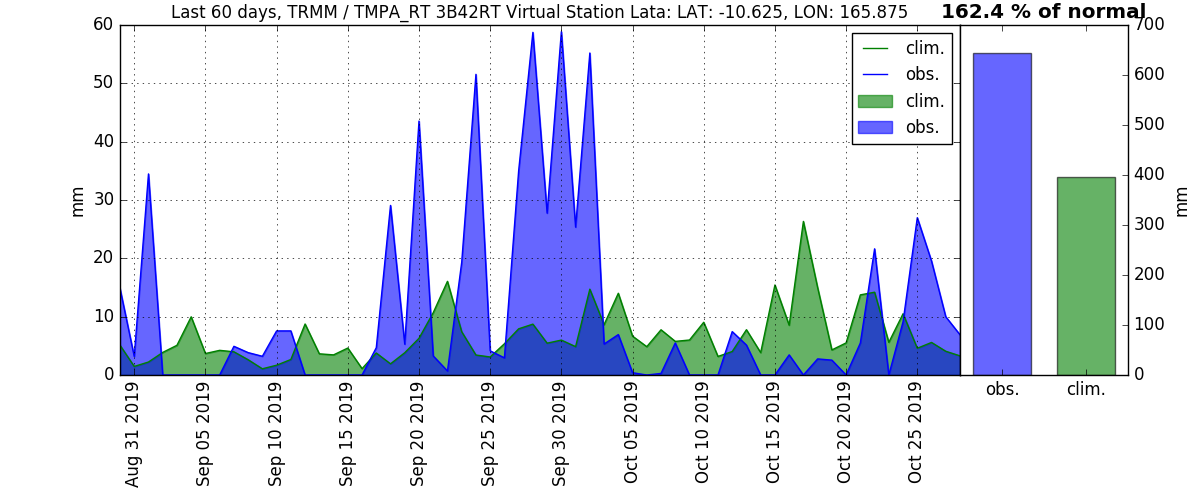 Last 60 days, TRMM / TMPA_RT 3B42RT Virtual Station Lata: LAT: -10.625, LON: 165.875
162.4 % of normal
60
50
40
30
20
10
0
mm
clim.
obs.
clim.
obs.
700
600
500
400
300
200
100
0
mm
obs.
clim.
Aug 31 2019
Sep 05 2019
Sep 10 2019
Sep 15 2019
Sep 20 2019
Sep 25 2019
Sep 30 2019
Oct 05 2019
Oct 10 2019
Oct 15 2019
Oct 20 2019
Oct 25 2019